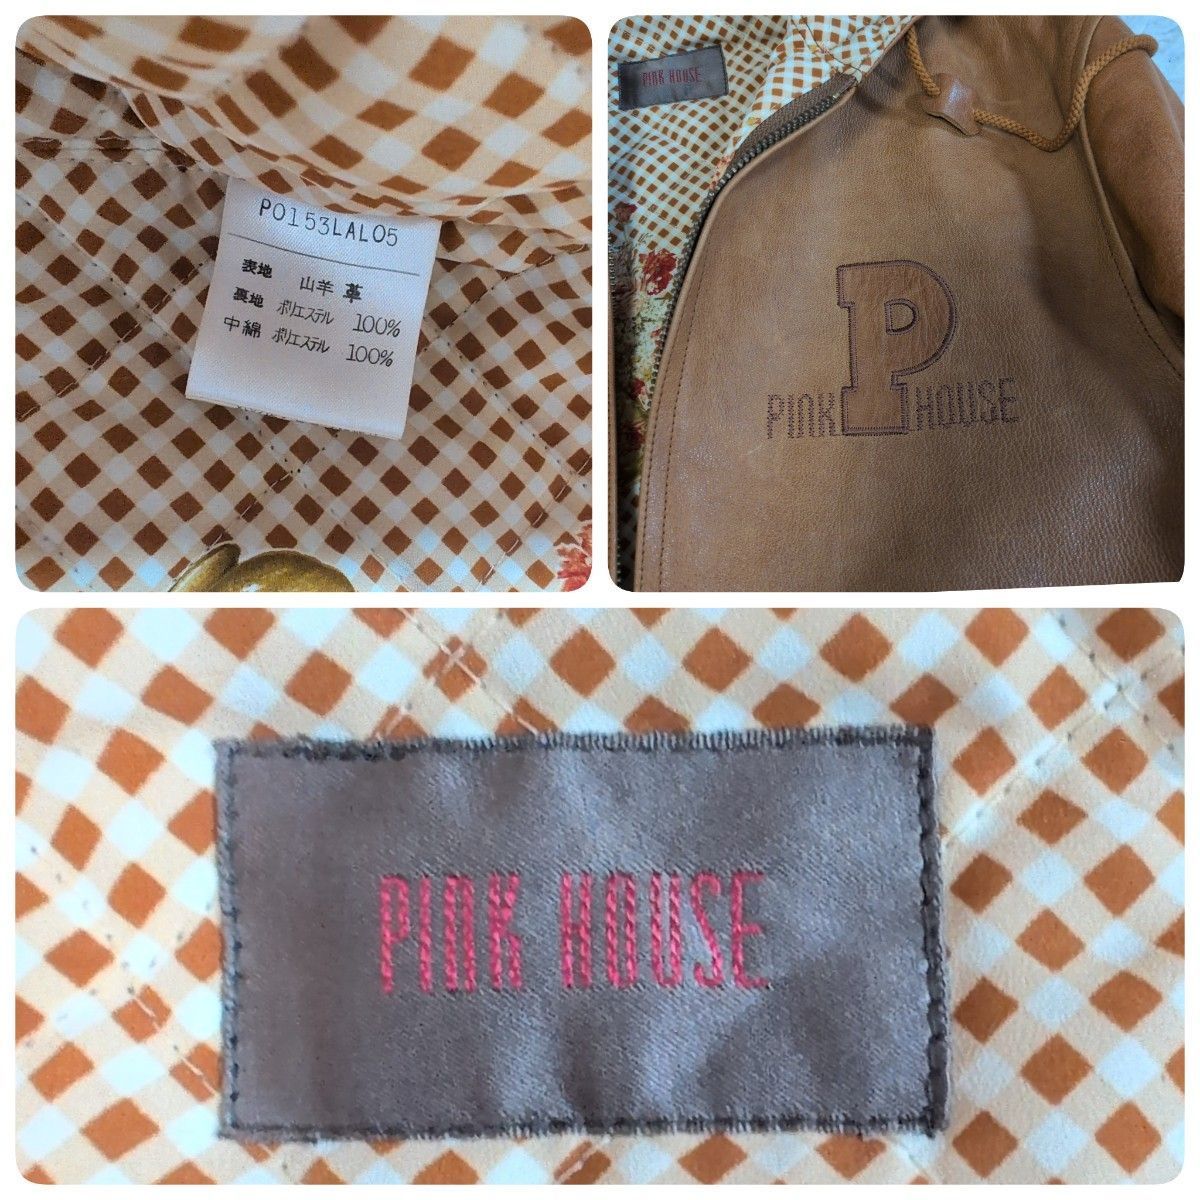 P0153LAL05
表地 山羊 革
裏地 ポリエステル 100%
中綿 ポリエステル 100%
PINK HOUSE
P
PINK HOUSE
PINK HOUSE